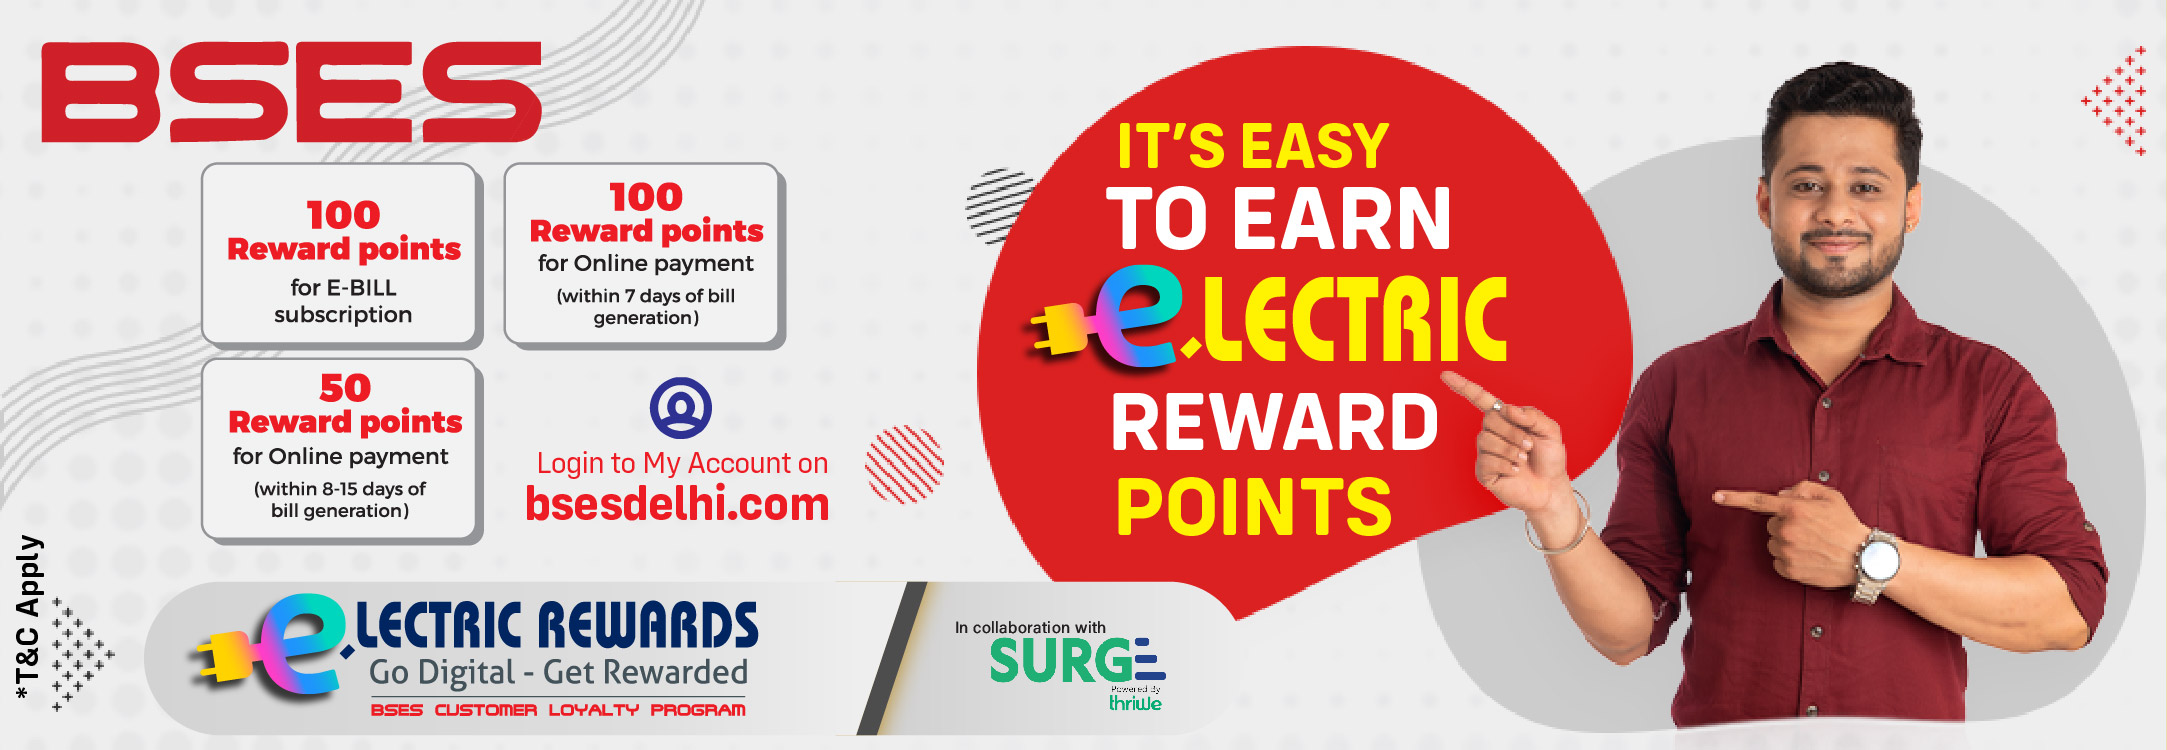 BSES
100
Reward points
for E-BILL
subscription
100
Reward points
for Online payment
(within 7 days of bill
generation)
50
Reward points
for Online payment
(within 8-15 days of
bill generation)
Login to My Account on
bsesdelhi.com
*T&C Apply
e.LECTRIC REWARDS
Go Digital - Get Rewarded
BSES CUSTOMER LOYALTY PROGRAM
In collaboration with
SURGE
Powered By
thriwe
IT'S EASY
TO EARN
e.LECTRIC
REWARD
POINTS